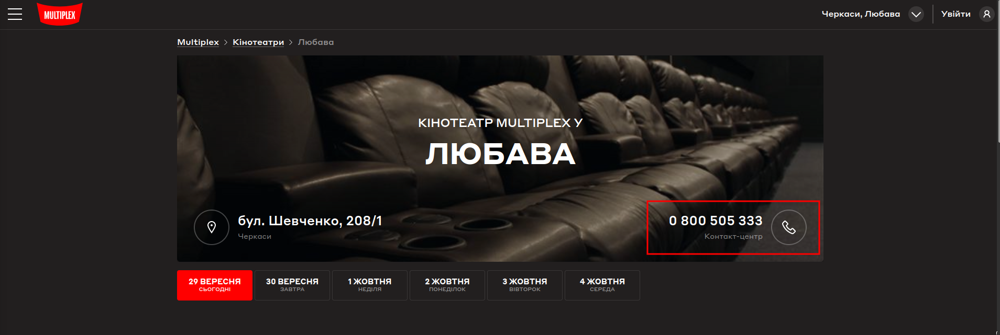 MULTIPLEX
Черкаси, Любава
Увійти
Multiplex > Кінотеатри > Любава
КІНОТЕАТР MULTIPLEX У
ЛЮБАВА
бул. Шевченко, 208/1
Черкаси
0 800 505 333
Контакт-центр
29 ВЕРЕСНЯ
СЬОГОДНІ
30 ВЕРЕСНЯ
ЗАВТРА
1 ЖОВТНЯ
НЕДІЛЯ
2 ЖОВТНЯ
ПОНЕДІЛОК
3 ЖОВТНЯ
ВІВТОРОК
4 ЖОВТНЯ
СЕРЕДА